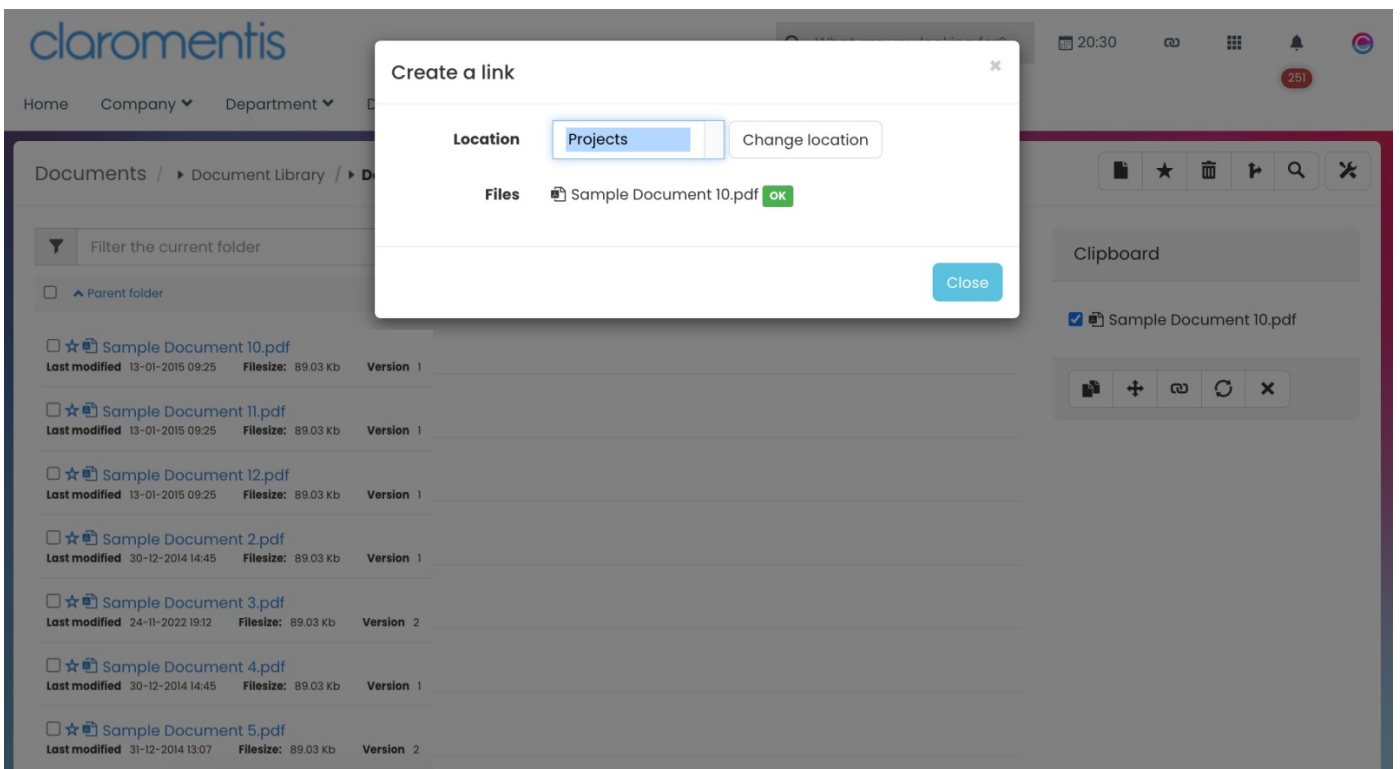 claromentis
What are you looking for?
20:30
251
Home Company Department D
Create a link ×
Location Projects Change location
Files Sample Document 10.pdf OK
Close
Documents / Document Library / D
Filter the current folder
Parent folder
Clipboard
Sample Document 10.pdf
Sample Document 10.pdf
Last modified 13-01-2015 09:25 Filesize: 89.03 Kb Version 1
Sample Document 11.pdf
Last modified 13-01-2015 09:25 Filesize: 89.03 Kb Version 1
Sample Document 12.pdf
Last modified 13-01-2015 09:25 Filesize: 89.03 Kb Version 1
Sample Document 2.pdf
Last modified 30-12-2014 14:45 Filesize: 89.03 Kb Version 1
Sample Document 3.pdf
Last modified 24-11-2022 19:12 Filesize: 89.03 Kb Version 2
Sample Document 4.pdf
Last modified 30-12-2014 14:45 Filesize: 89.03 Kb Version 1
Sample Document 5.pdf
Last modified 31-12-2014 13:07 Filesize: 89.03 Kb Version 2